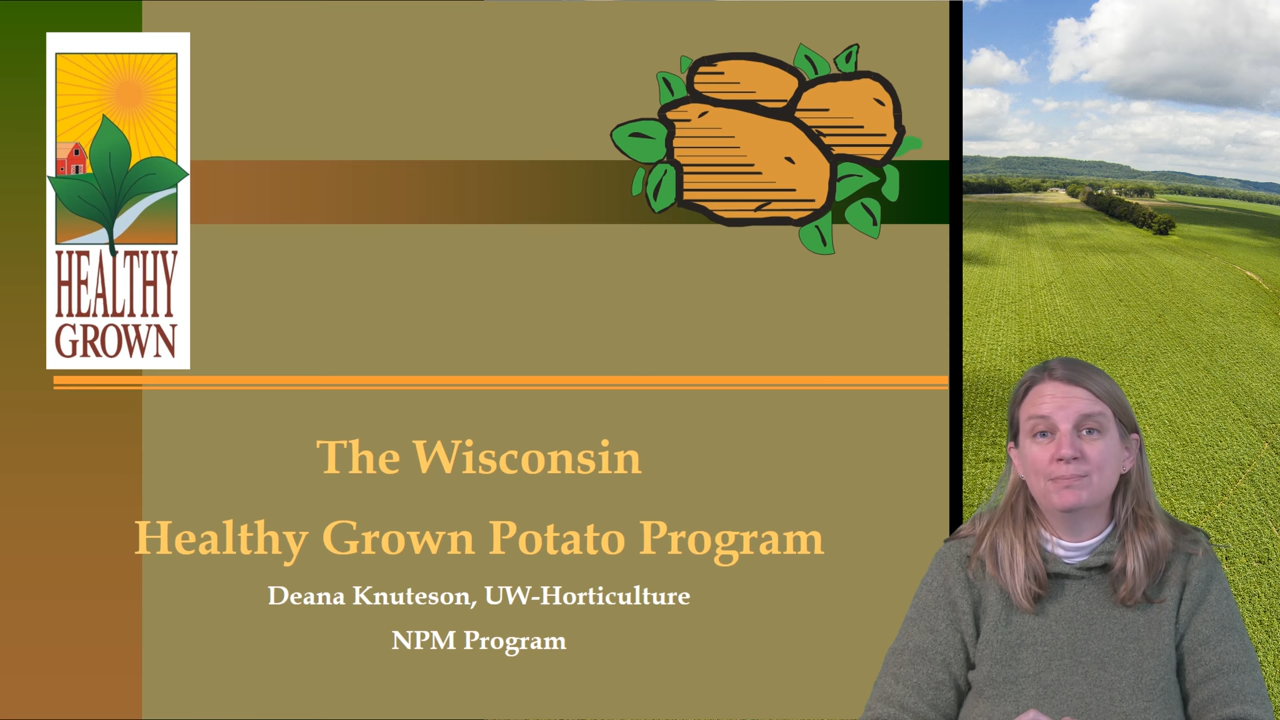 HEALTHY
GROWN
The Wisconsin
Healthy Grown Potato Program
Deana Knuteson, UW-Horticulture
NPM Program